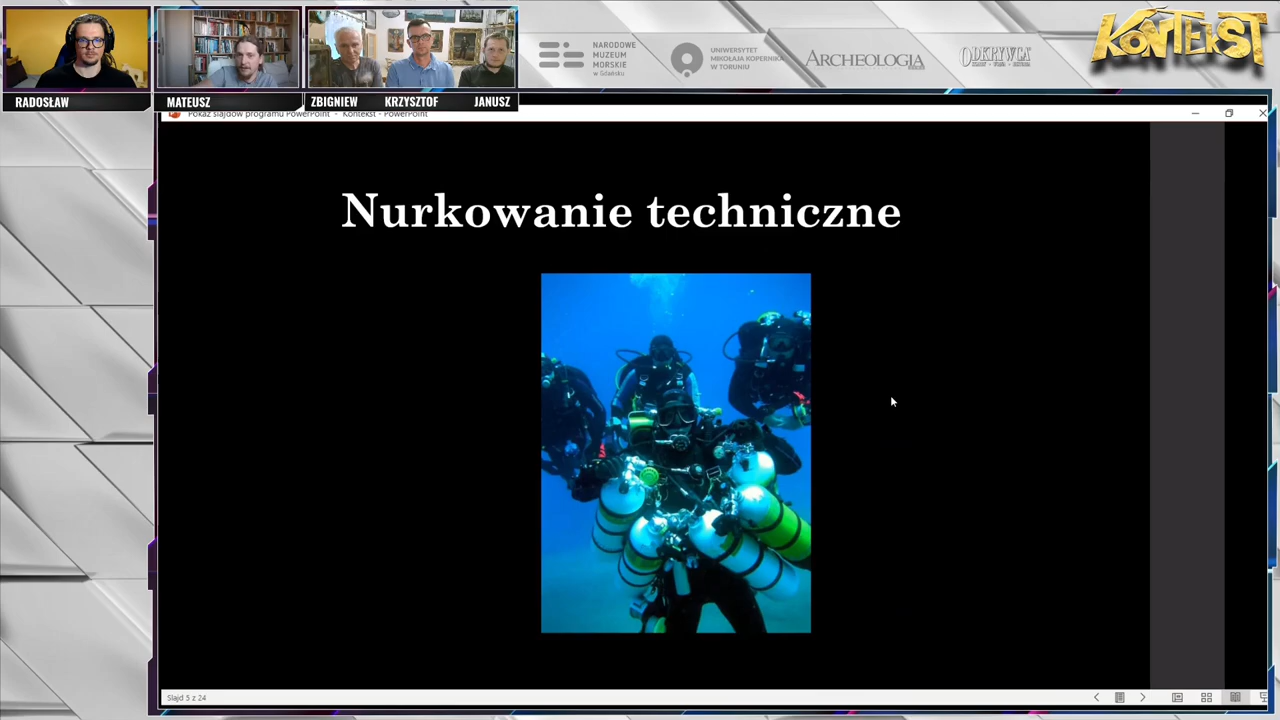 RADOSŁAW
MATEUSZ
ZBIGNIEW
KRZYSZTOF
JANUSZ
NARODOWE
MUZEUM
MORSKIE
w Gdańsku
UNIWERSYTET
MIKOŁAJA KOPERNIKA
W TORUNIU
ARCHEOLOGIA
ODKRYWCA
KONTEKST
Pokaz slajdów programu PowerPoint - Kontekst - PowerPoint
Nurkowanie techniczne
Slajd 5 z 24